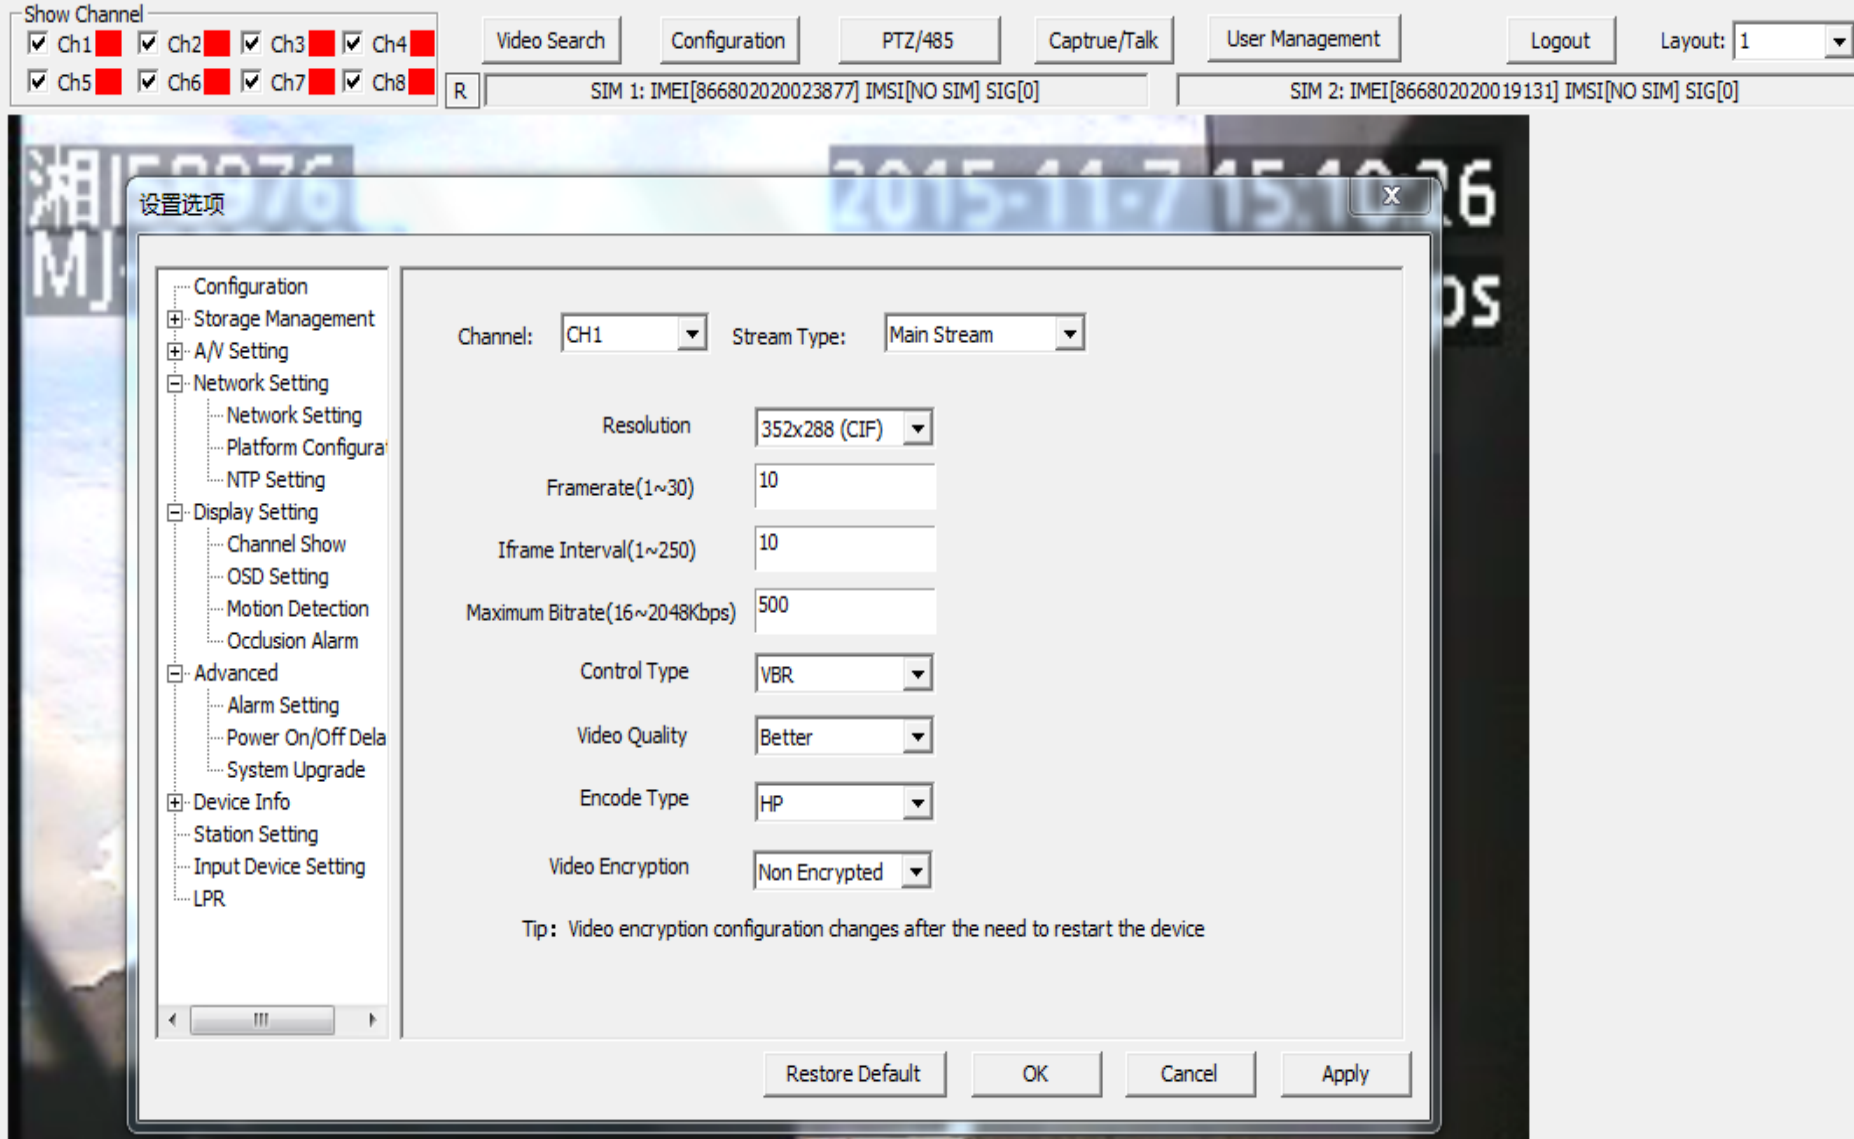 Show Channel
Ch1 Ch2 Ch3 Ch4
Ch5 Ch6 Ch7 Ch8
Video Search Configuration PTZ/485 Captrue/Talk User Management Logout Layout: 1
R SIM 1: IMEI[866802020023877] IMSI[NO SIM] SIG[0] SIM 2: IMEI[866802020019131] IMSI[NO SIM] SIG[0]
2015-11-7 15:10:26
MJ
设置选项 X
Configuration
Storage Management
A/V Setting
Network Setting
Network Setting
Platform Configurat
NTP Setting
Display Setting
Channel Show
OSD Setting
Motion Detection
Occlusion Alarm
Advanced
Alarm Setting
Power On/Off Dela
System Upgrade
Device Info
Station Setting
Input Device Setting
LPR
Channel: CH1 Stream Type: Main Stream
Resolution 352x288 (CIF)
Framerate(1~30) 10
Iframe Interval(1~250) 10
Maximum Bitrate(16~2048Kbps) 500
Control Type VBR
Video Quality Better
Encode Type HP
Video Encryption Non Encrypted
Tip: Video encryption configuration changes after the need to restart the device
Restore Default OK Cancel Apply